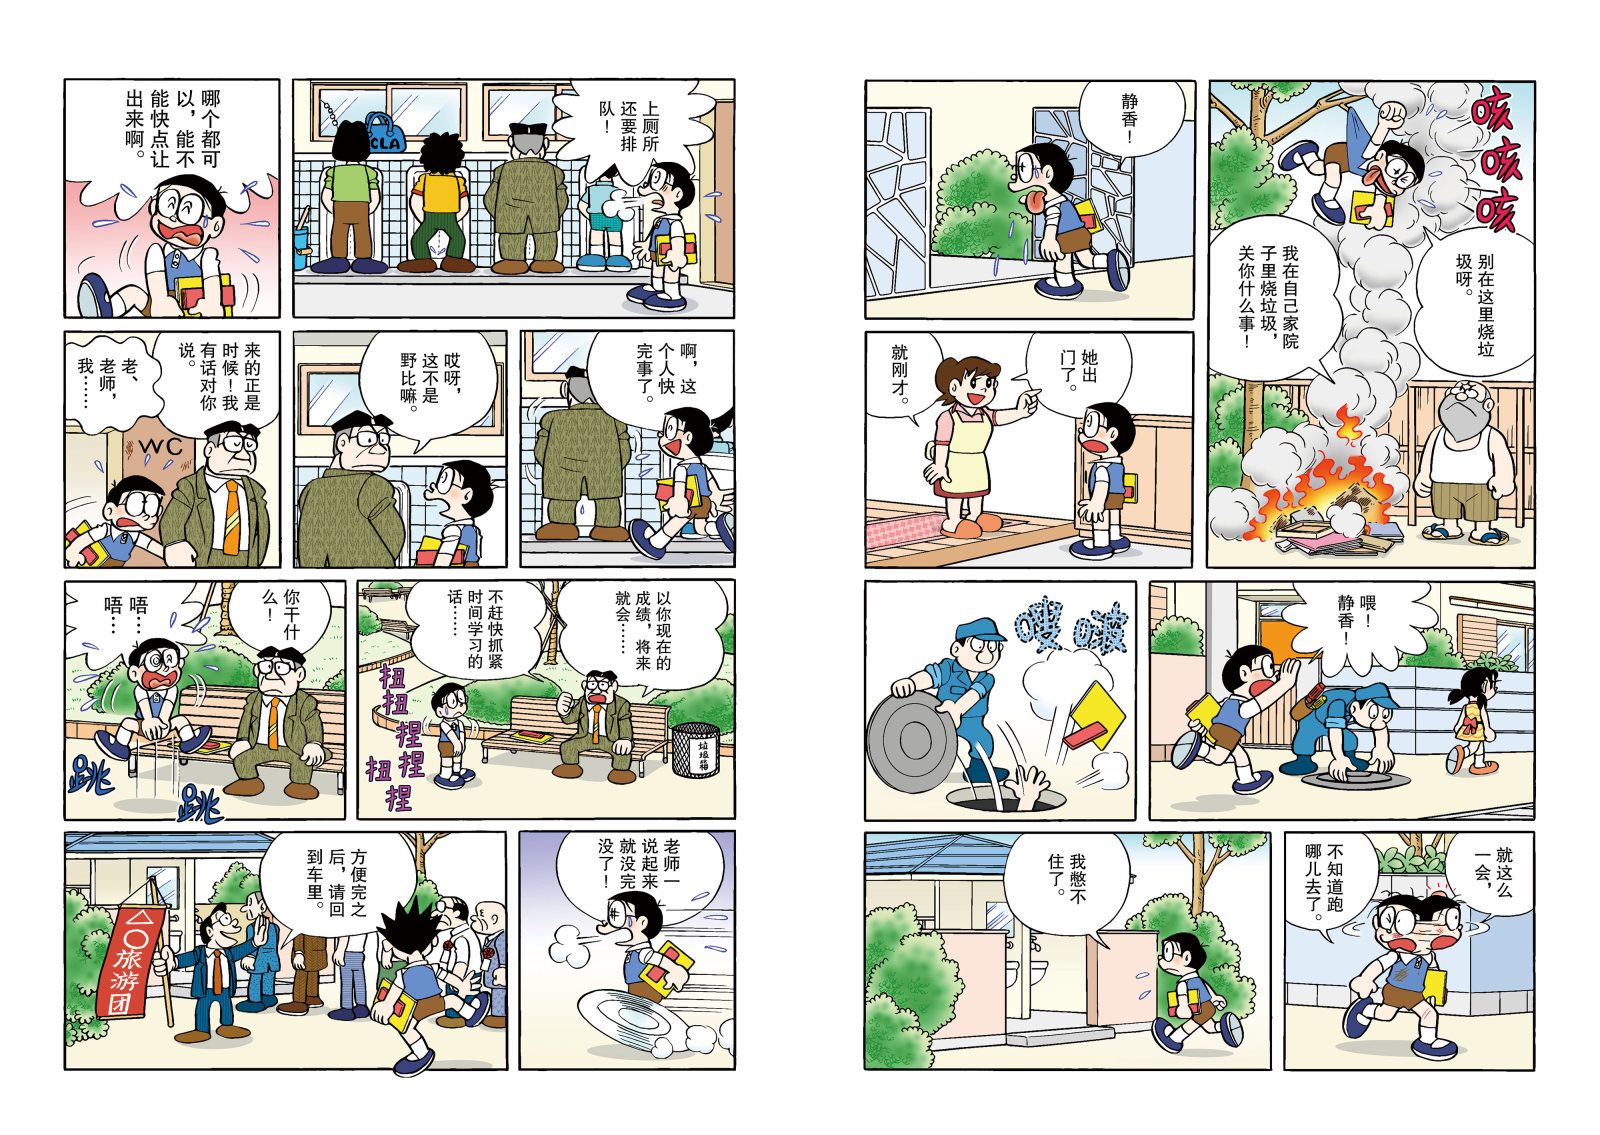 咳
咳
咳
别在这里烧垃
圾呀。
我在自己家院
子里烧垃圾,
关你什么事!
静香!
她出
门了。
就刚才。
喂!
静香!
嗖 啵
就这么
一会,
不知道跑
哪儿去了。
我憋不
住了。
上厕所
还要排
队!
CLA
哪个都可
以,能不
能快点让
出来啊。
啊,这
个人快
完事了。
哎呀,
这不是
野比嘛。
来的正是
时候!我
有话对你
说。
老、
老师,
我……
WC
以你现在的
成绩,将来
就会……
不赶快抓紧
时间学习的
话……
扭
扭
捏
扭
捏
捏
垃圾箱
你干什
么!
唔…
唔…
跳
跳
老师一
说起来
就没完
没了!
方便完之
后,请回
到车里。
△〇旅游团